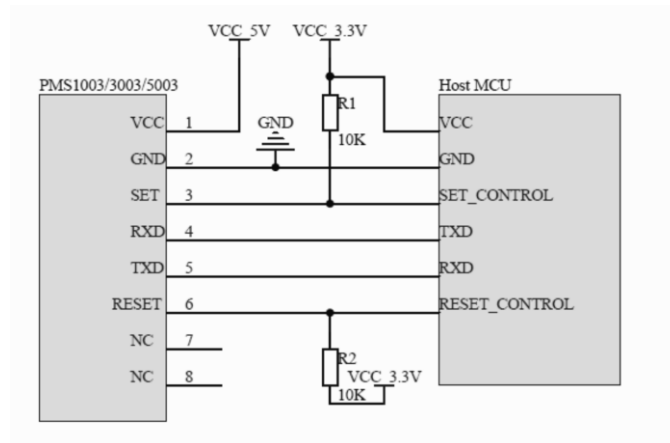 VCC_5V VCC_3.3V
PMS1003/3003/5003 Host MCU
R1
VCC 1 GND VCC
10K
GND 2 GND
SET 3 SET_CONTROL
RXD 4 TXD
TXD 5 RXD
RESET 6 RESET_CONTROL
NC 7
R2
NC 8 VCC_3.3V
10K